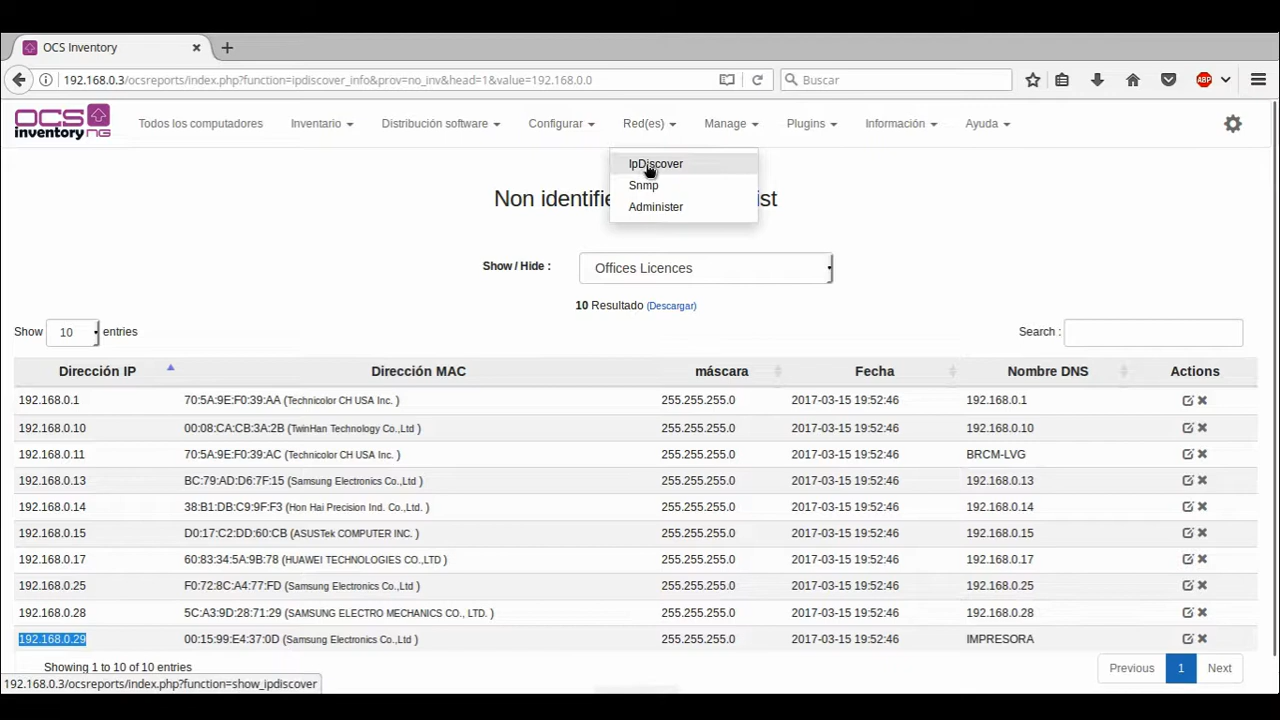 OCS Inventory
192.168.0.3/ocsreports/index.php?function=ipdiscover_info&prov=no_inv&head=1&value=192.168.0.0
Buscar
ABP
OCS inventory NG
Todos los computadores Inventario Distribución software Configurar Red(es) Manage Plugins Información Ayuda
IpDiscover
Snmp
Administer
Non identifie ist
Show / Hide : Offices Licences
10 Resultado (Descargar)
Show 10 entries Search :
Dirección IP Dirección MAC máscara Fecha Nombre DNS Actions
192.168.0.1 70:5A:9E:F0:39:AA (Technicolor CH USA Inc. ) 255.255.255.0 2017-03-15 19:52:46 192.168.0.1
192.168.0.10 00:08:CA:CB:3A:2B (TwinHan Technology Co.,Ltd ) 255.255.255.0 2017-03-15 19:52:46 192.168.0.10
192.168.0.11 70:5A:9E:F0:39:AC (Technicolor CH USA Inc. ) 255.255.255.0 2017-03-15 19:52:46 BRCM-LVG
192.168.0.13 BC:79:AD:D6:7F:15 (Samsung Electronics Co.,Ltd ) 255.255.255.0 2017-03-15 19:52:46 192.168.0.13
192.168.0.14 38:B1:DB:C9:9F:F3 (Hon Hai Precision Ind. Co.,Ltd. ) 255.255.255.0 2017-03-15 19:52:46 192.168.0.14
192.168.0.15 D0:17:C2:DD:60:CB (ASUSTek COMPUTER INC. ) 255.255.255.0 2017-03-15 19:52:46 192.168.0.15
192.168.0.17 60:83:34:5A:9B:78 (HUAWEI TECHNOLOGIES CO.,LTD ) 255.255.255.0 2017-03-15 19:52:46 192.168.0.17
192.168.0.25 F0:72:8C:A4:77:FD (Samsung Electronics Co.,Ltd ) 255.255.255.0 2017-03-15 19:52:46 192.168.0.25
192.168.0.28 5C:A3:9D:28:71:29 (SAMSUNG ELECTRO MECHANICS CO., LTD. ) 255.255.255.0 2017-03-15 19:52:46 192.168.0.28
192.168.0.29 00:15:99:E4:37:0D (Samsung Electronics Co.,Ltd ) 255.255.255.0 2017-03-15 19:52:46 IMPRESORA
Showing 1 to 10 of 10 entries Previous 1 Next
192.168.0.3/ocsreports/index.php?function=show_ipdiscover